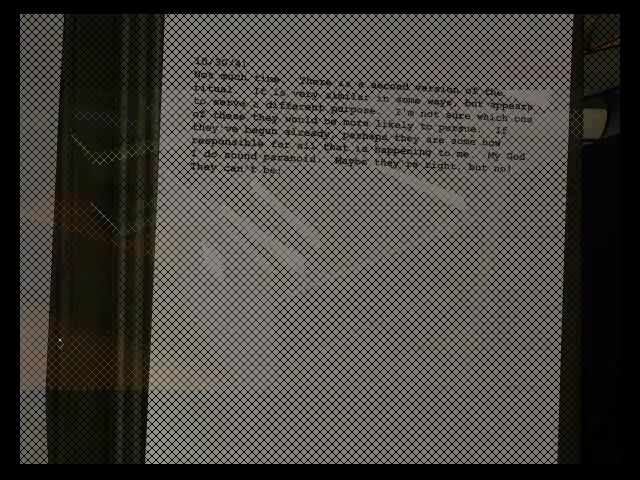 10/30/41
Not much time. There is a second version of the
ritual. It is very similar in some ways, but appears
to serve a different purpose. I'm not sure which one
of these they would be more likely to pursue. If
they've begun already, perhaps they are some how
responsible for all that is happening to me. My God
I do sound paranoid. Maybe they're right, but no!
They can't be!